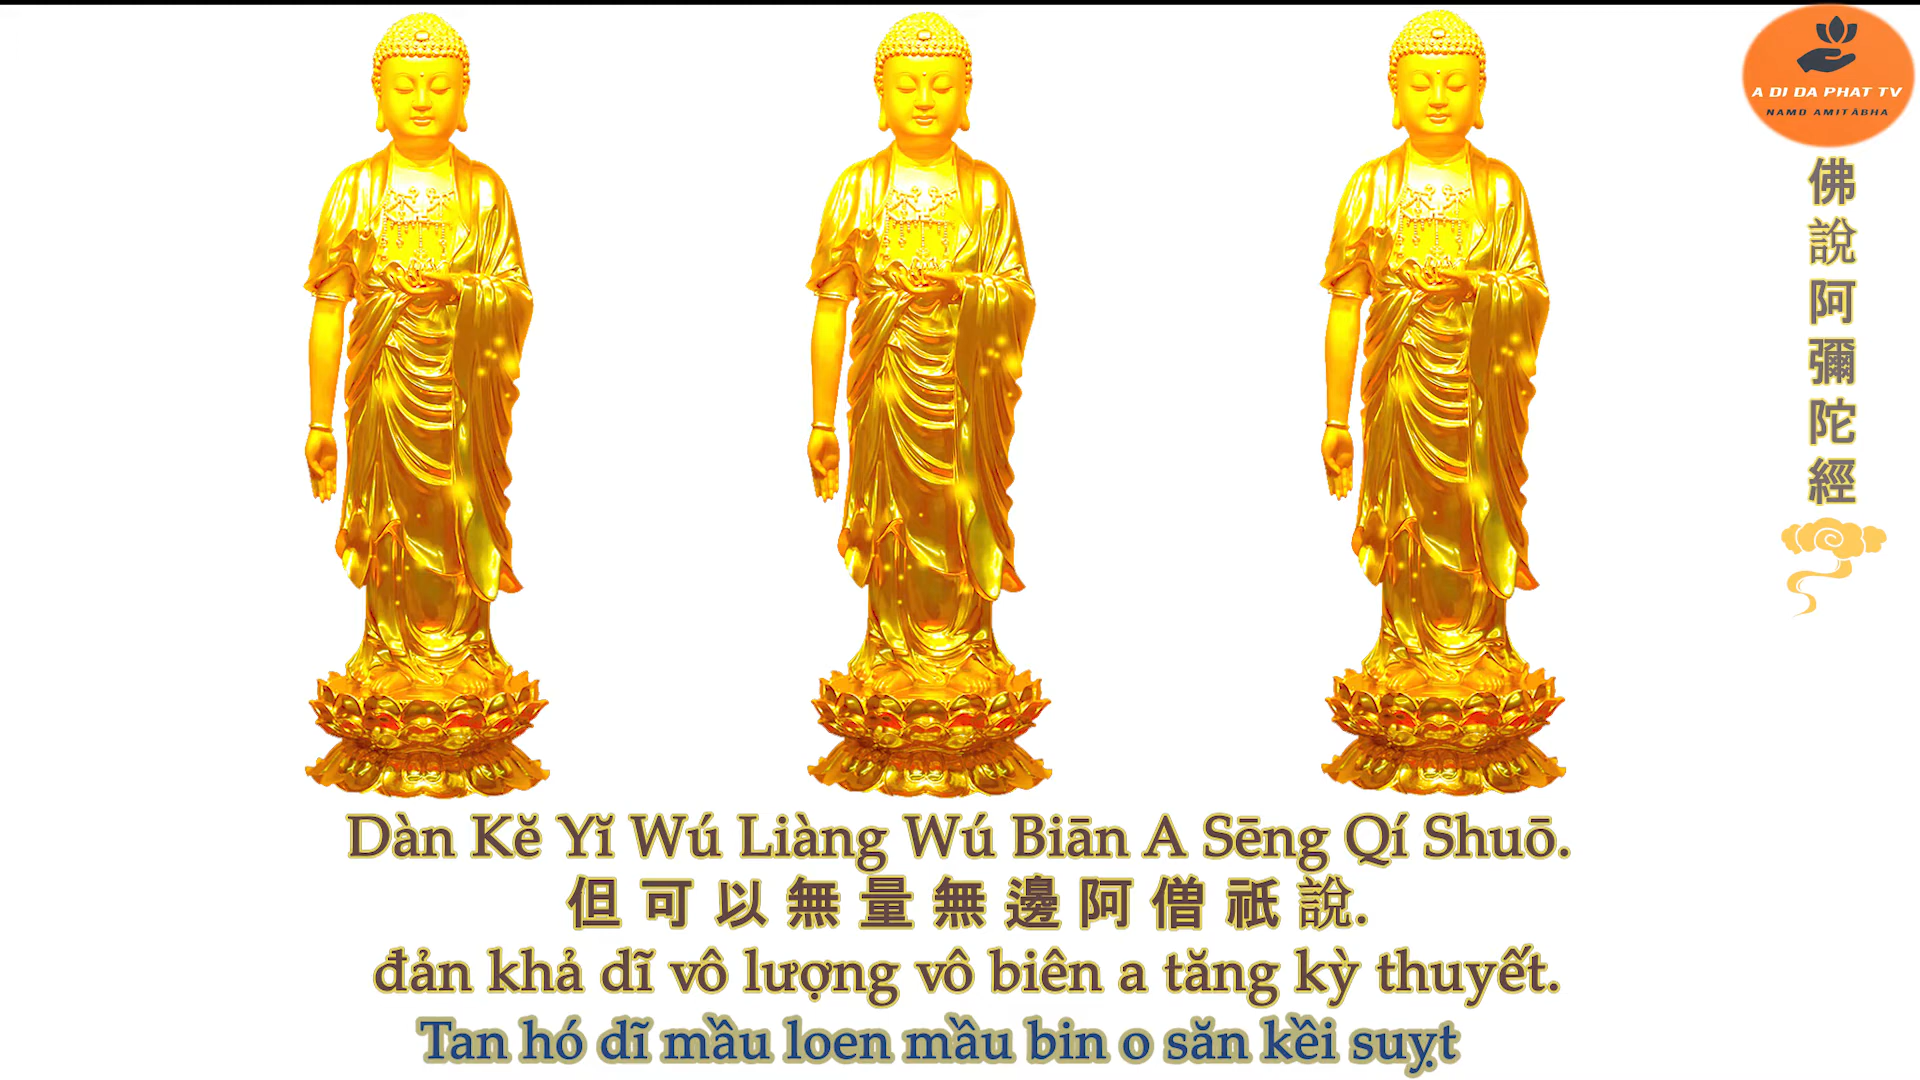 A DI DA PHAT TV
NAMO AMITÂBHA
佛說阿彌陀經
Dàn Kě Yǐ Wú Liàng Wú Biān A Sēng Qí Shuō.
但可以無量無邊阿僧祇說.
đản khả dĩ vô lượng vô biên a tăng kỳ thuyết.
Tan hó dĩ mầu loen mầu bin o săn kềi suỵt